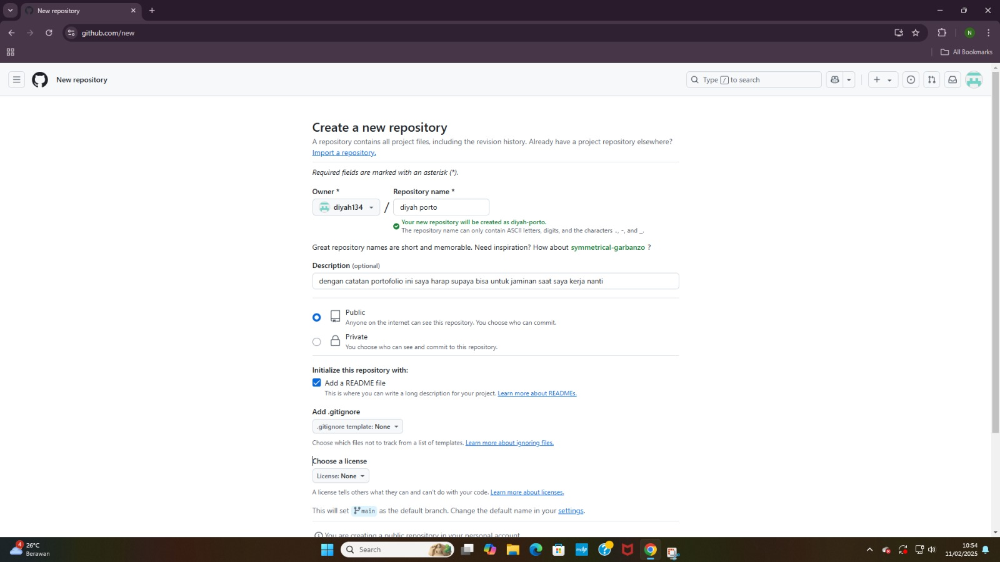 New repository
github.com/new
N
All Bookmarks
New repository
Type / to search
Create a new repository
A repository contains all project files, including the revision history. Already have a project repository elsewhere?
Import a repository.
Required fields are marked with an asterisk (*).
Owner *
Repository name *
diyah134
/
diyah porto
Your new repository will be created as diyah-porto.
The repository name can only contain ASCII letters, digits, and the characters ., -, and _.
Great repository names are short and memorable. Need inspiration? How about symmetrical-garbanzo ?
Description (optional)
dengan catatan portofolio ini saya harap supaya bisa untuk jaminan saat saya kerja nanti
Public
Anyone on the internet can see this repository. You choose who can commit.
Private
You choose who can see and commit to this repository.
Initialize this repository with:
Add a README file
This is where you can write a long description for your project. Learn more about READMEs.
Add .gitignore
.gitignore template: None
Choose which files not to track from a list of templates. Learn more about ignoring files.
Choose a license
License: None
A license tells others what they can and can't do with your code. Learn more about licenses.
This will set main as the default branch. Change the default name in your settings.
You are creating a public repository in your personal account
4
26°C
Berawan
Search
myhp
10:54
11/02/2025